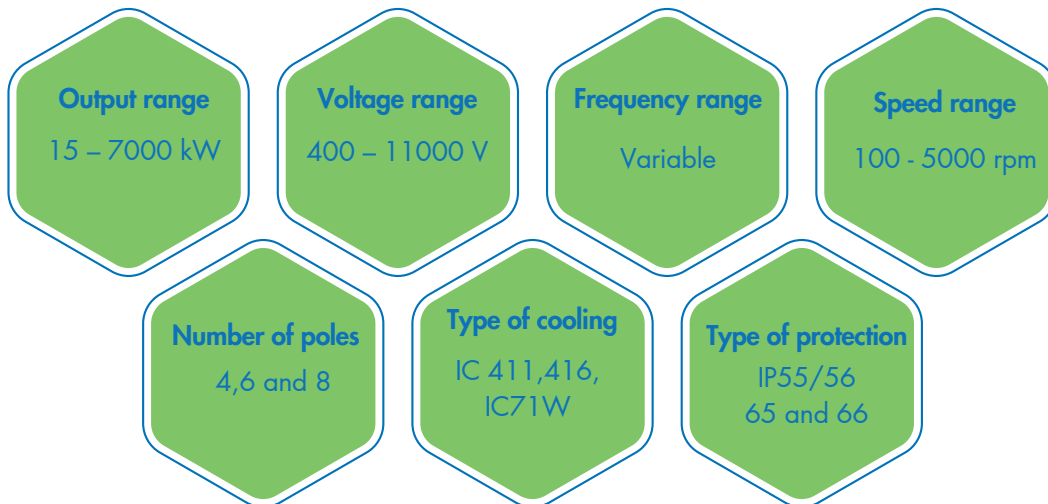 Output range
15 – 7000 kW
Voltage range
400 – 11000 V
Frequency range
Variable
Speed range
100 - 5000 rpm
Number of poles
4,6 and 8
Type of cooling
IC 411,416,
IC71W
Type of protection
IP55/56
65 and 66